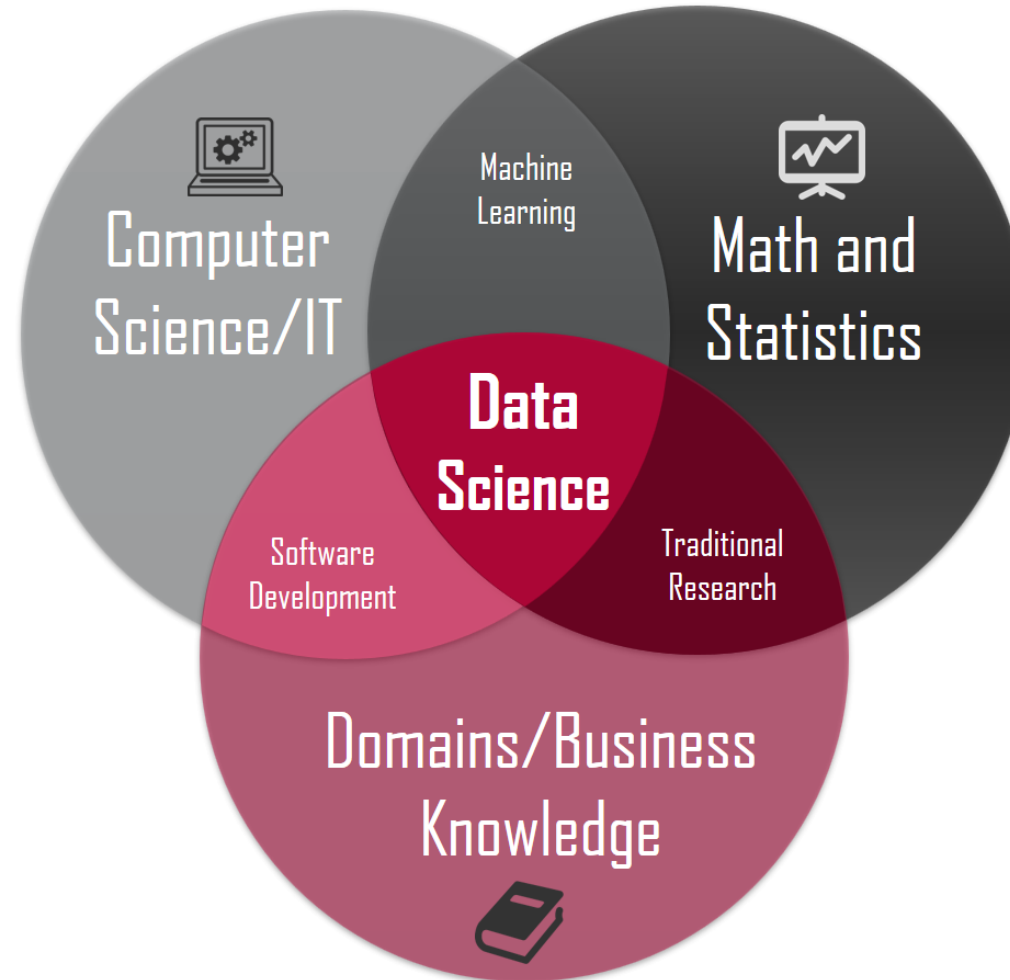 Machine
Learning
Computer
Science/IT
Math and
Statistics
Data
Science
Software
Development
Traditional
Research
Domains/Business
Knowledge